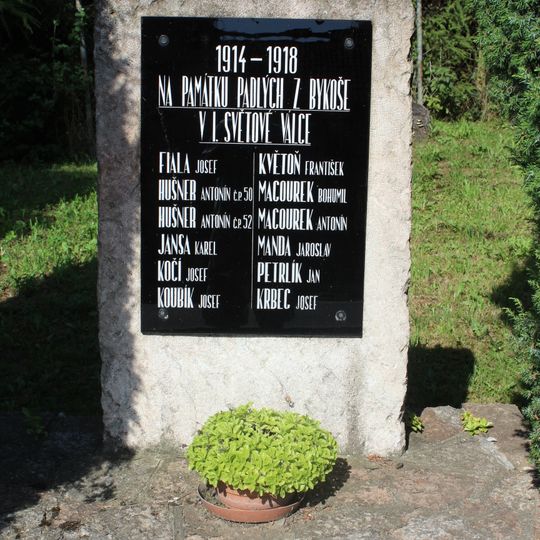 1914 – 1918
NA PAMÁTKU PADLÝCH Z BYKOŠE
V I. SVĚTOVÉ VÁLCE
FIALA JOSEF
HUŠNER ANTONÍN Č.P. 50
HUŠNER ANTONÍN Č.P. 52
JANSA KAREL
KOČÍ JOSEF
KOUBÍK JOSEF
KVĚTOŇ FRANTIŠEK
MACOUREK BOHUMIL
MACOUREK ANTONÍN
MANDA JAROSLAV
PETRLÍK JAN
KRBEC JOSEF